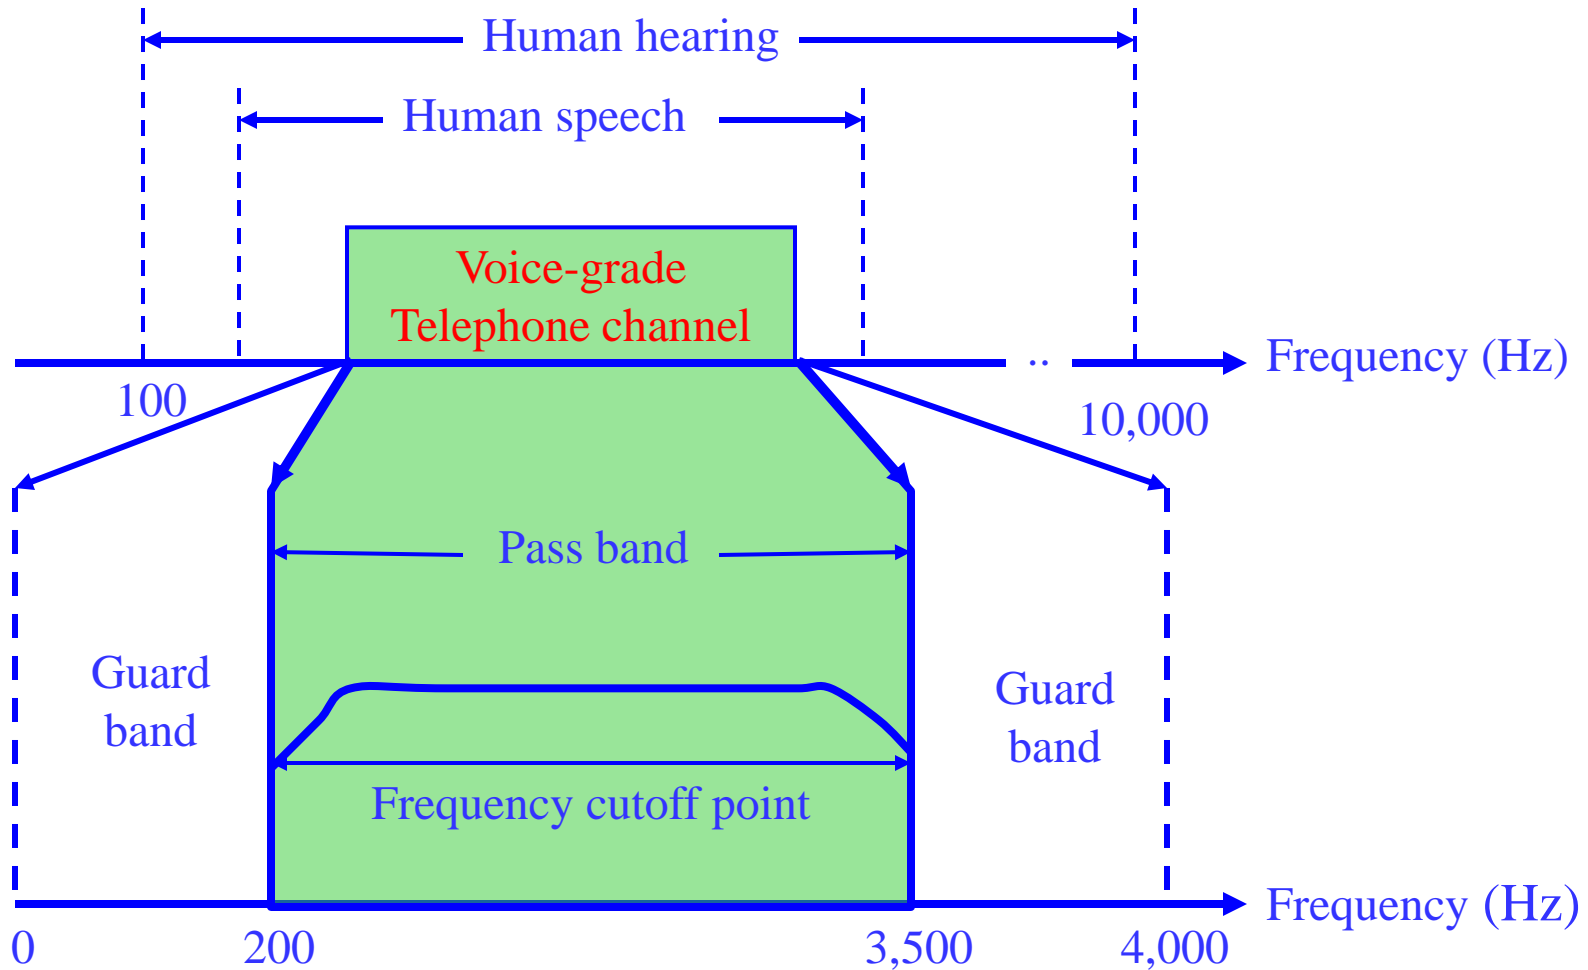 Human hearing
Human speech
Voice-grade
Telephone channel
..
Frequency (Hz)
100
10,000
Pass band
Guard
band
Guard
band
Frequency cutoff point
Frequency (Hz)
0
200
3,500
4,000